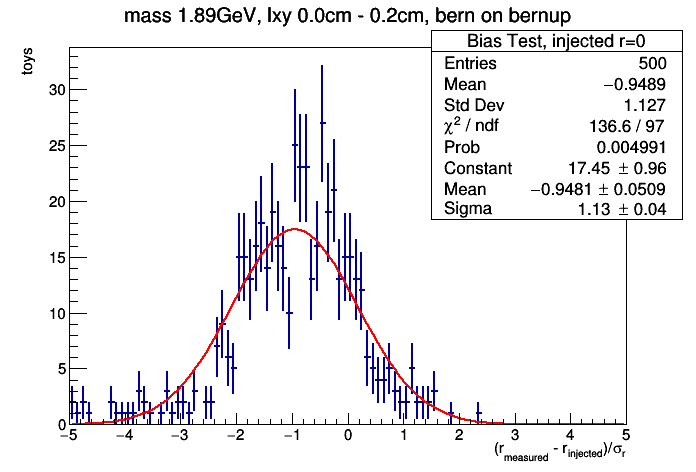 mass 1.89GeV, lxy 0.0cm - 0.2cm, bern on bernup
Bias Test, injected r=0
Entries 500
Mean −0.9489
Std Dev 1.127
χ² / ndf 136.6 / 97
Prob 0.004991
Constant 17.45 ± 0.96
Mean −0.9481 ± 0.0509
Sigma 1.13 ± 0.04
toys
30
25
20
15
10
5
0
−5 −4 −3 −2 −1 0 1 2 3 4 5
(r_measured - r_injected)/σ_r